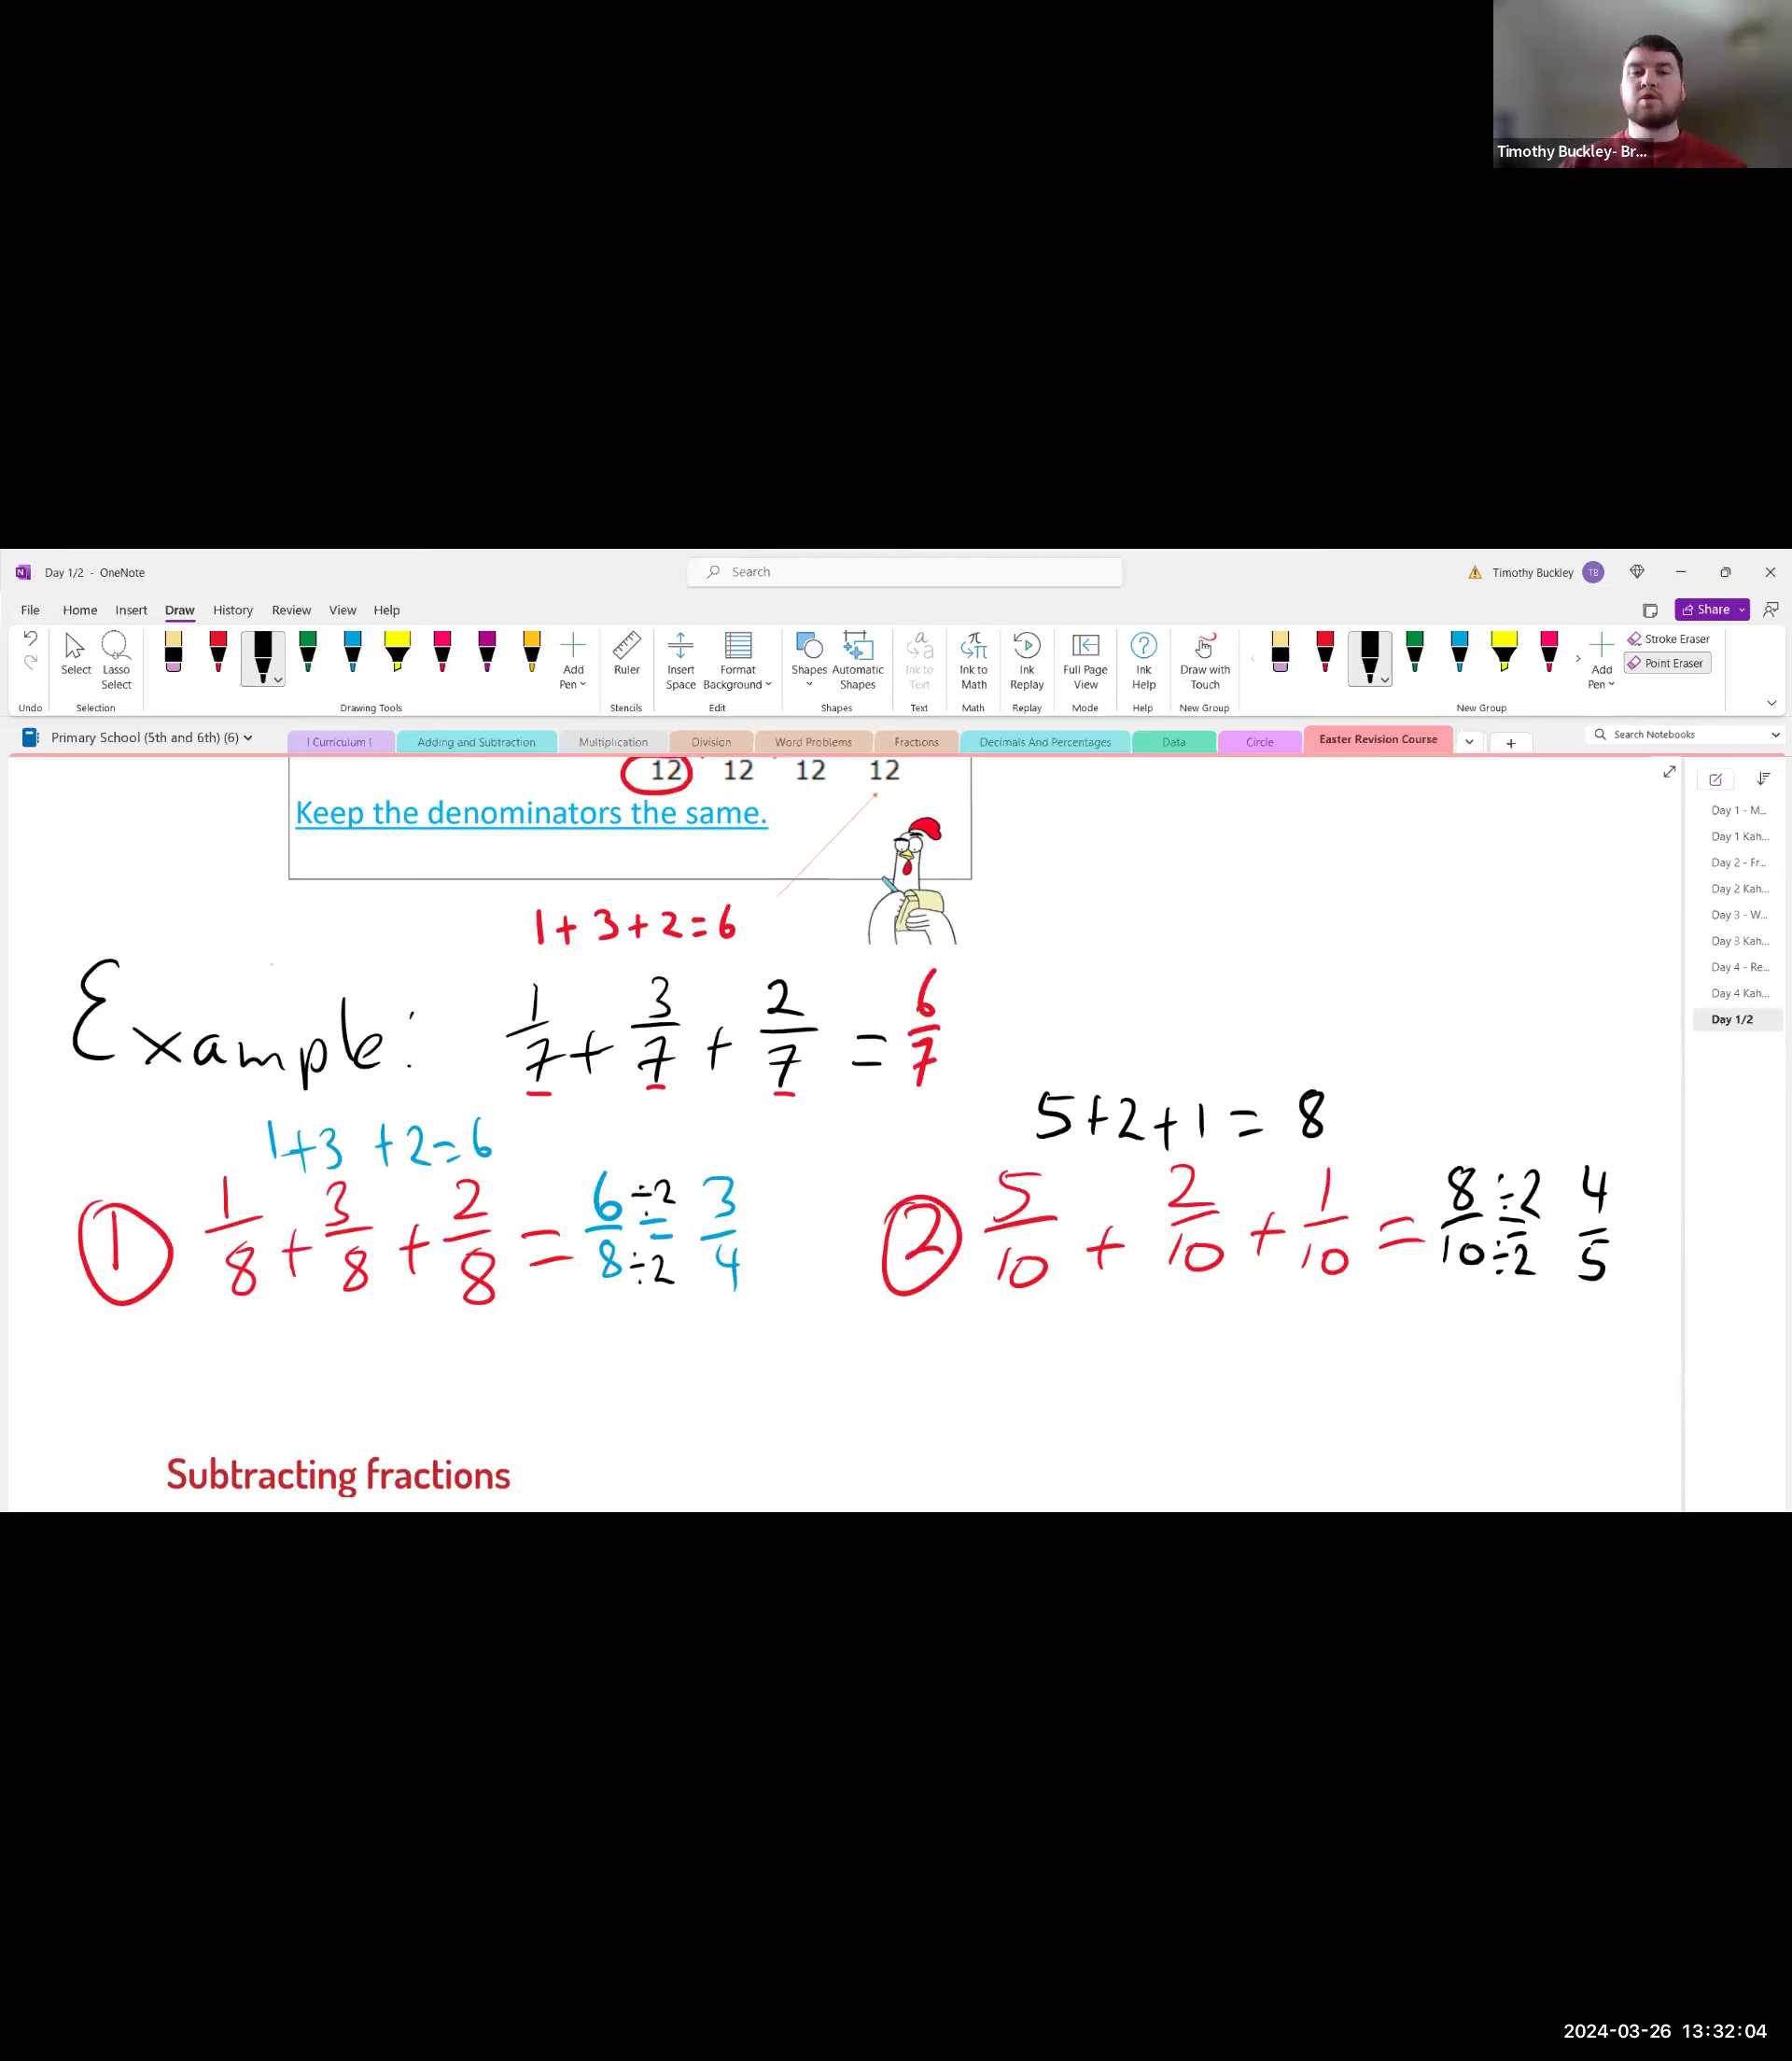 Timothy Buckley- Br...
Day 1/2 - OneNote
Search
Timothy Buckley TB
File Home Insert Draw History Review View Help
Share
Undo
Select
Lasso Select
Selection
Drawing Tools
Add Pen
Ruler
Stencils
Insert Space
Format Background
Edit
Shapes
Automatic Shapes
Shapes
Ink to Text
Text
Ink to Math
Math
Ink Replay
Replay
Full Page View
Mode
Ink Help
Help
Draw with Touch
New Group
Add Pen
Stroke Eraser
Point Eraser
New Group
Primary School (5th and 6th) (6)
! Curriculum ! Adding and Subtraction Multiplication Division Word Problems Fractions Decimals And Percentages Data Circle Easter Revision Course
Search Notebooks
12 12 12 12
Keep the denominators the same.
1 + 3 + 2 = 6
Example: 1/7 + 3/7 + 2/7 = 6/7
1+3 +2=6
① 1/8 + 3/8 + 2/8 = 6÷2/8÷2 = 3/4
5+2+1 = 8
② 5/10 + 2/10 + 1/10 = 8÷2/10÷2 = 4/5
Subtracting fractions
Day 1 - M...
Day 1 Kah...
Day 2 - Fr...
Day 2 Kah...
Day 3 - W...
Day 3 Kah...
Day 4 - Re...
Day 4 Kah...
Day 1/2
2024-03-26 13:32:04